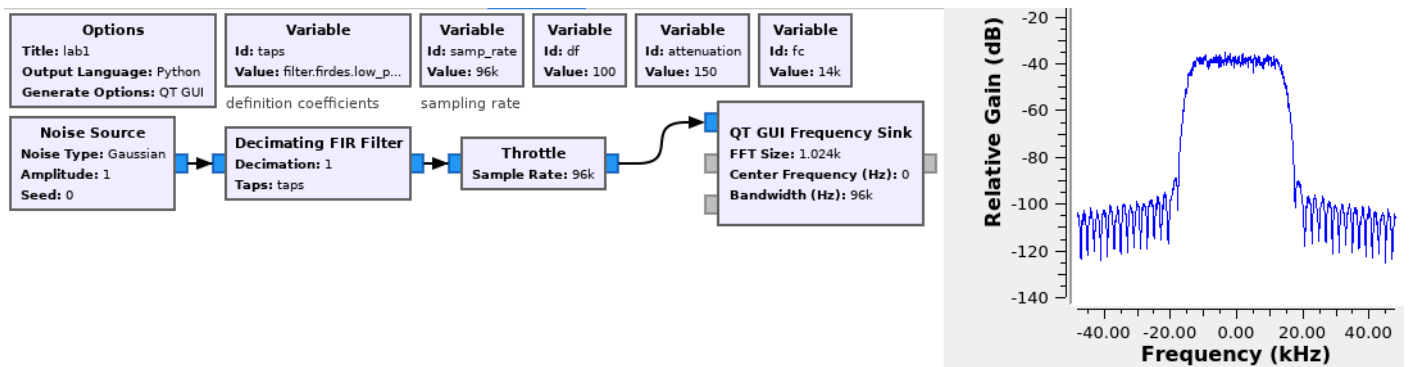 Options
Title: lab1
Output Language: Python
Generate Options: QT GUI
Variable
Id: taps
Value: filter.firdes.low_p...
definition coefficients
Variable
Id: samp_rate
Value: 96k
sampling rate
Variable
Id: df
Value: 100
Variable
Id: attenuation
Value: 150
Variable
Id: fc
Value: 14k
Noise Source
Noise Type: Gaussian
Amplitude: 1
Seed: 0
Decimating FIR Filter
Decimation: 1
Taps: taps
Throttle
Sample Rate: 96k
QT GUI Frequency Sink
FFT Size: 1.024k
Center Frequency (Hz): 0
Bandwidth (Hz): 96k
Relative Gain (dB)
-20
-40
-60
-80
-100
-120
-140
-40.00 -20.00 0.00 20.00 40.00
Frequency (kHz)